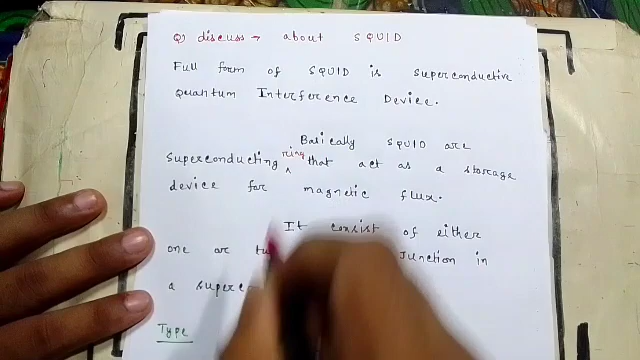 Q) discuss → about SQUID
Full form of SQUID is superconductive
Quantum Interference Device.
Basically SQUID are
superconducting ring that act as a storage
device for magnetic flux.
It consist of either
one or Junction in
a
Type